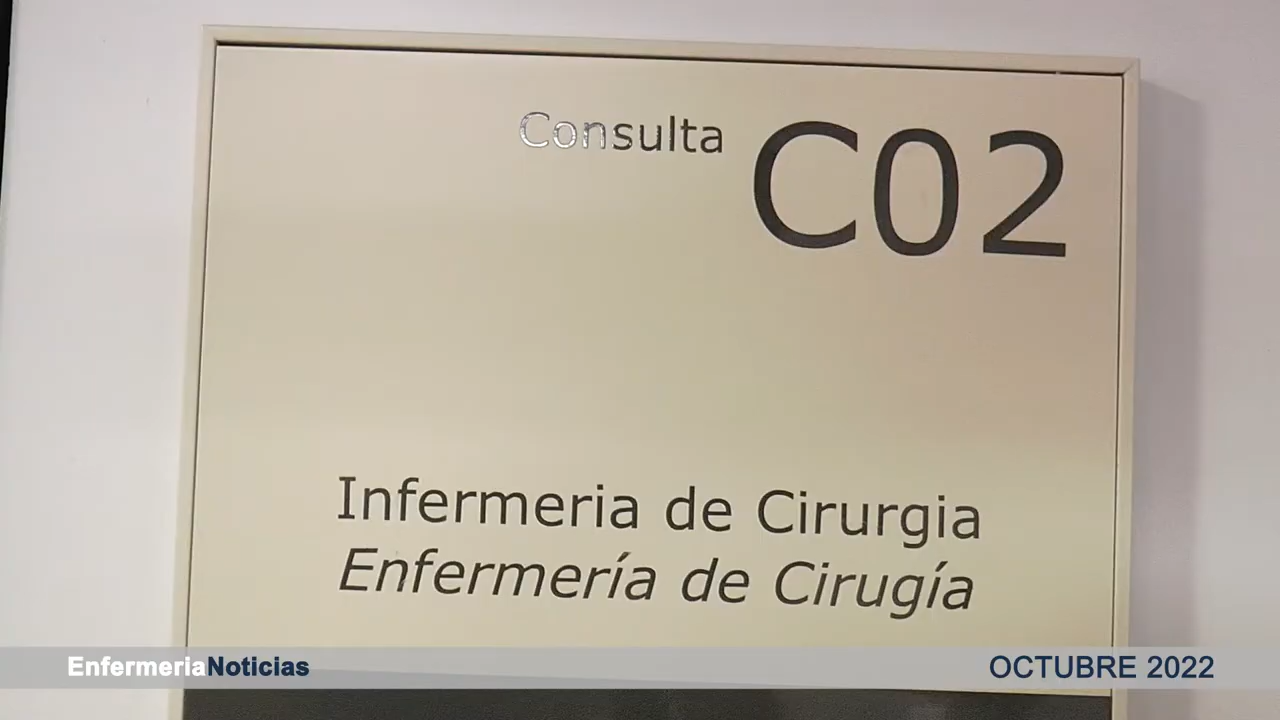 Consulta C02
Infermeria de Cirurgia
Enfermería de Cirugía
EnfermeriaNoticias OCTUBRE 2022